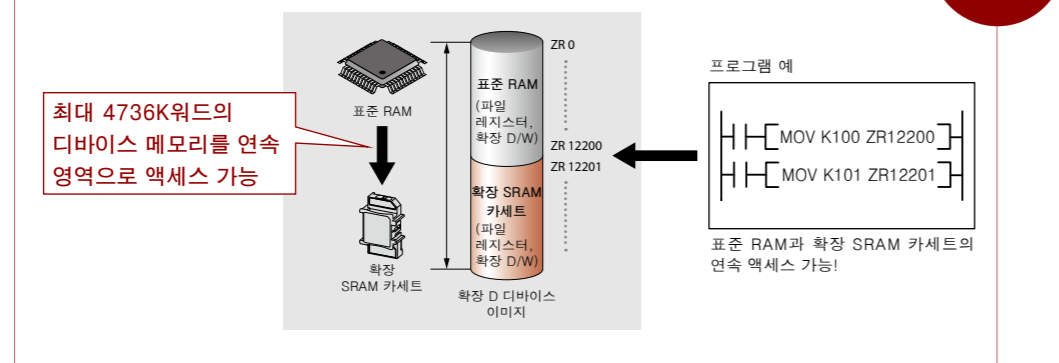 최대 4736K워드의
디바이스 메모리를 연속
영역으로 액세스 가능
표준 RAM
확장
SRAM 카세트
ZR 0
표준 RAM
(파일
레지스터,
확장 D/W)
ZR 12200
ZR 12201
확장 SRAM
카세트
(파일
레지스터,
확장 D/W)
확장 D 디바이스
이미지
프로그램 예
MOV K100 ZR12200
MOV K101 ZR12201
표준 RAM과 확장 SRAM 카세트의
연속 액세스 가능!